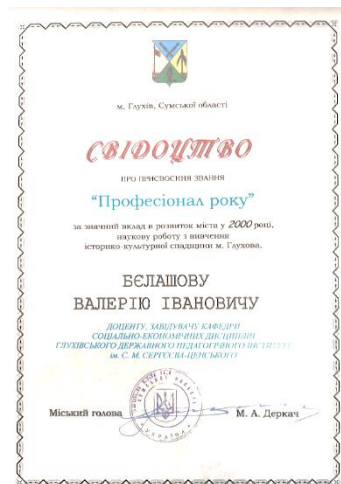 м. Глухів, Сумської області
СВІДОЦТВО
ПРО ПРИСВОЄННЯ ЗВАННЯ
“Професіонал року”
за значний вклад в розвиток міста у 2000 році,
наукову роботу з вивчення
історико-культурної спадщини м. Глухова.
БЄЛАШОВУ
ВАЛЕРІЮ ІВАНОВИЧУ
ДОЦЕНТУ, ЗАВІДУВАЧУ КАФЕДРИ
СОЦІАЛЬНО-ЕКОНОМІЧНИХ ДИСЦИПЛІН
ГЛУХІВСЬКОГО ДЕРЖАВНОГО ПЕДАГОГІЧНОГО ІНСТИТУТУ
ім. С. М. СЕРГЄЄВА-ЦЕНСЬКОГО
Міський голова М. А. Деркач
УКРАЇНА